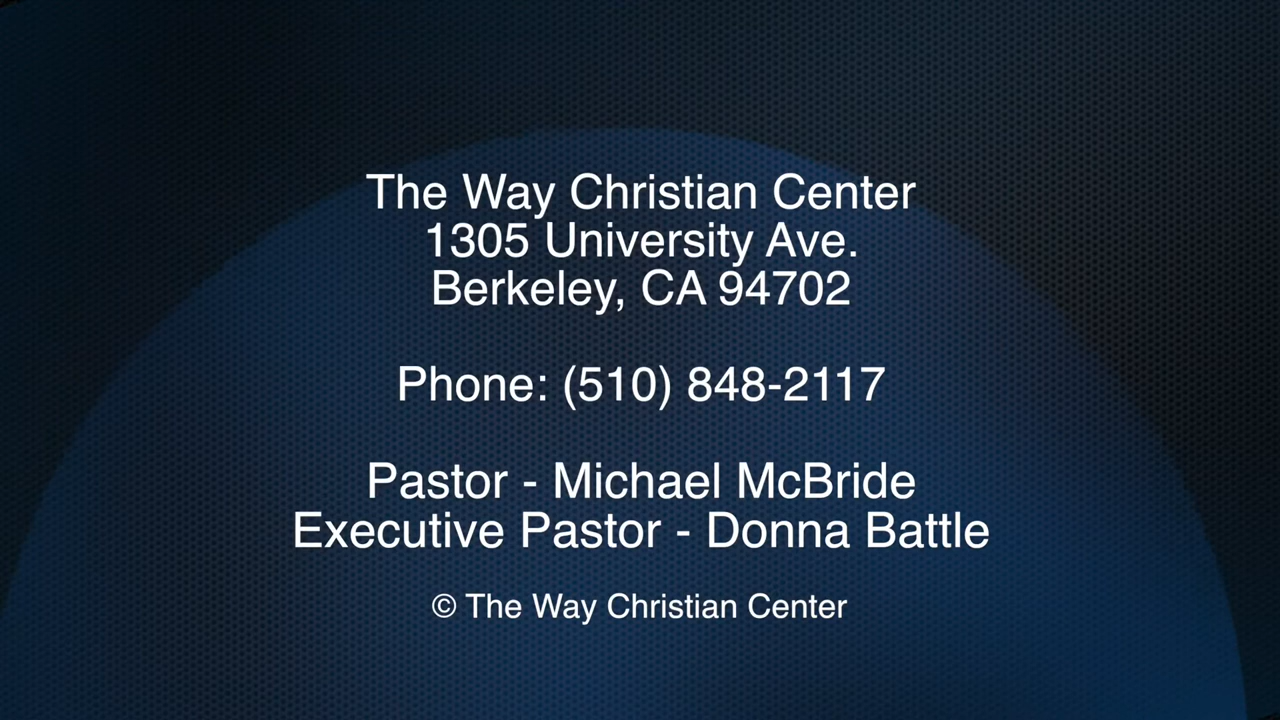 The Way Christian Center
1305 University Ave.
Berkeley, CA 94702
Phone: (510) 848-2117
Pastor - Michael McBride
Executive Pastor - Donna Battle
© The Way Christian Center